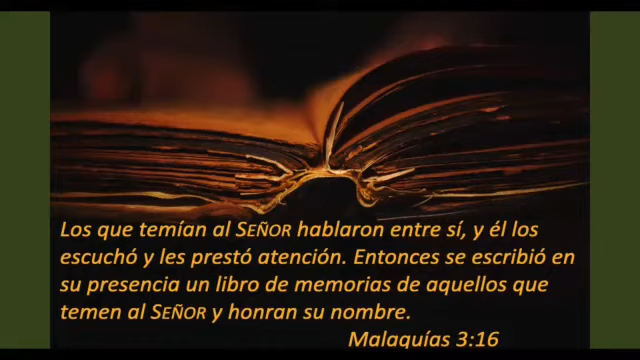 Los que temían al SEÑOR hablaron entre sí, y él los
escuchó y les prestó atención. Entonces se escribió en
su presencia un libro de memorias de aquellos que
temen al SEÑOR y honran su nombre.
Malaquías 3:16